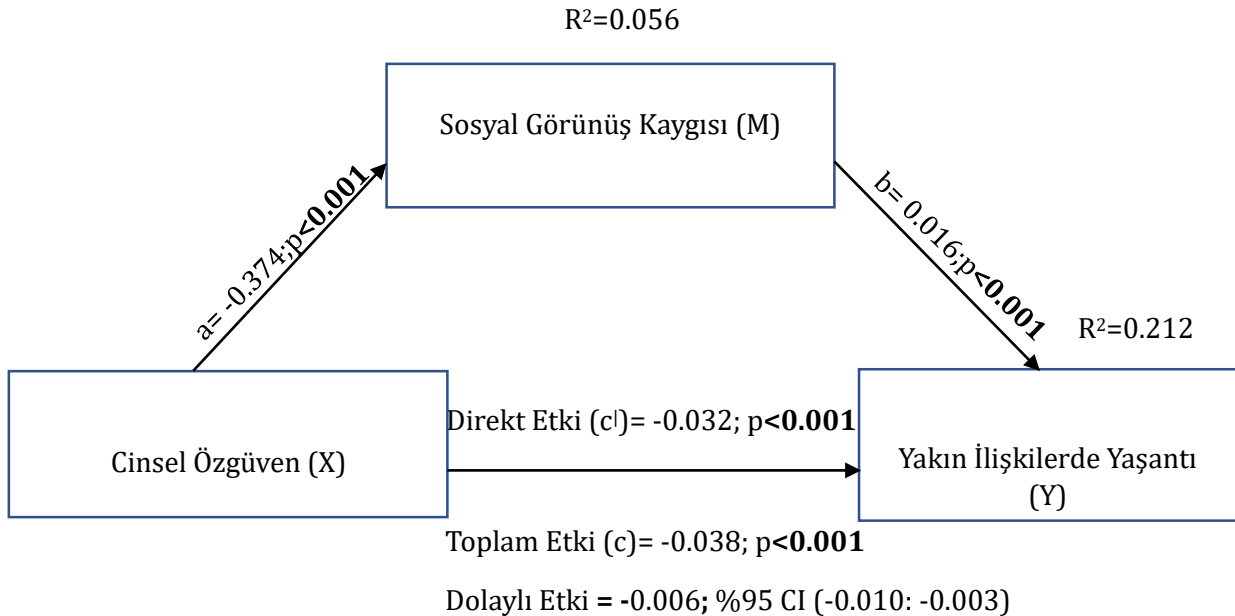 R²=0.056
Sosyal Görünüş Kaygısı (M)
a= -0.374;p<0.001
b= 0.016;p<0.001
R²=0.212
Direkt Etki (c|)= -0.032; p<0.001
Cinsel Özgüven (X)
Yakın İlişkilerde Yaşantı
(Y)
Toplam Etki (c)= -0.038; p<0.001
Dolaylı Etki = -0.006; %95 CI (-0.010: -0.003)